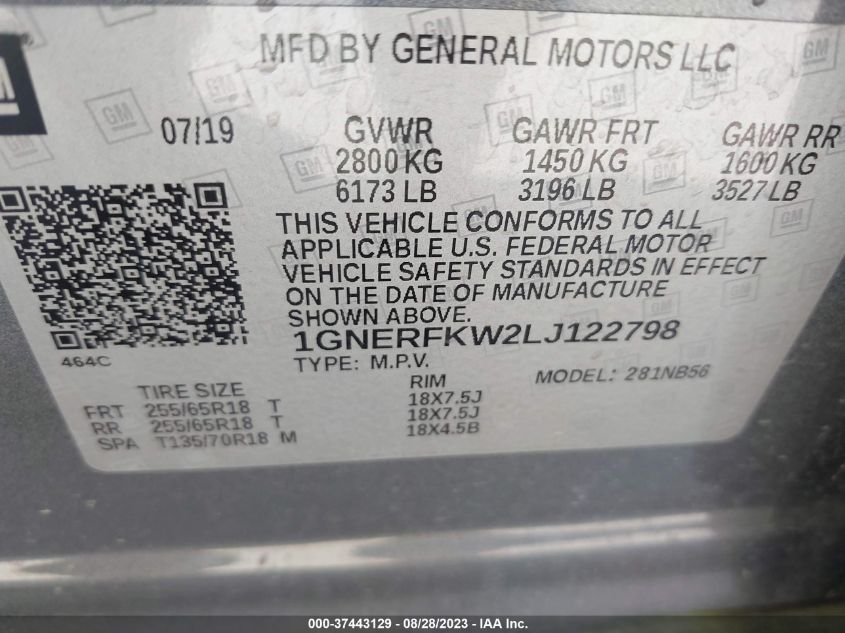 GM
MFD BY GENERAL MOTORS LLC
07/19 GVWR GAWR FRT GAWR RR
2800 KG 1450 KG 1600 KG
6173 LB 3196 LB 3527 LB
THIS VEHICLE CONFORMS TO ALL
APPLICABLE U.S. FEDERAL MOTOR
VEHICLE SAFETY STANDARDS IN EFFECT
ON THE DATE OF MANUFACTURE
SHOWN ABOVE.
1GNERFKW2LJ122798
464C
TYPE: M.P.V. MODEL: 281NB56
TIRE SIZE RIM
FRT 255/65R18 T 18X7.5J
RR 255/65R18 T 18X7.5J
SPA T135/70R18 M 18X4.5B
000-37443129 - 08/28/2023 - IAA Inc.